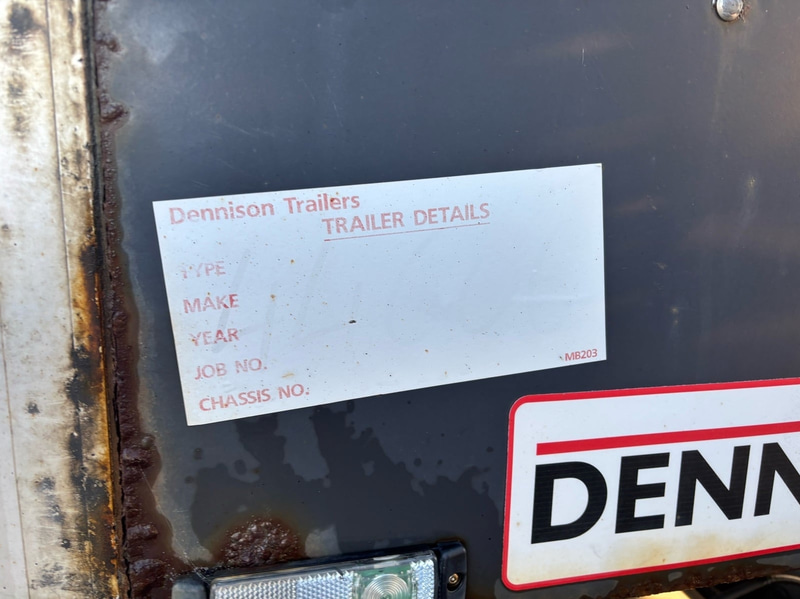 Dennison Trailers
TRAILER DETAILS
TYPE
MAKE
YEAR
JOB NO.
CHASSIS NO.
MB203
DENN